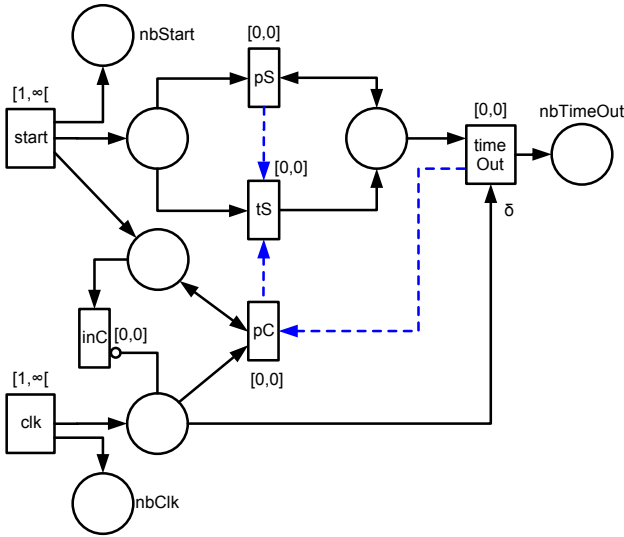 nbStart
[0,0]
pS
[1,∞[
start
[0,0]
nbTimeOut
time
Out
[0,0]
tS
δ
inC
[0,0]
pC
[0,0]
[1,∞[
clk
nbClk